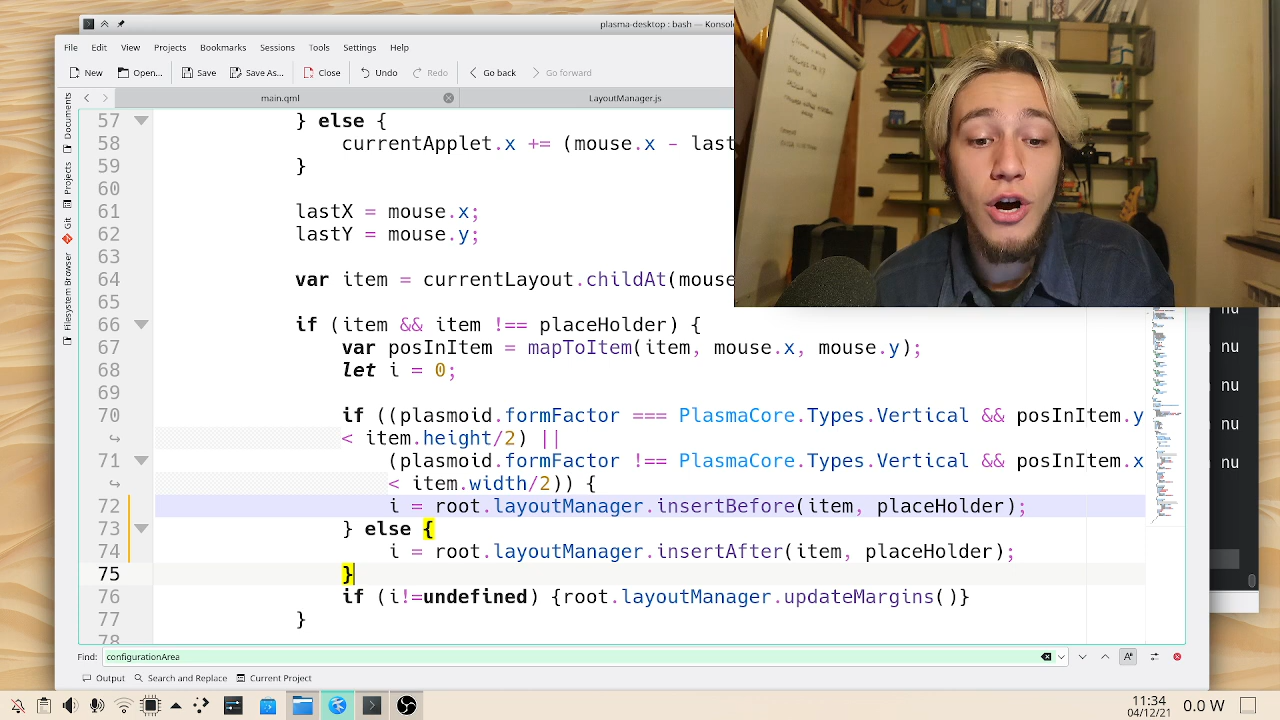 plasma-desktop : bash — Konsol
File Edit View Projects Bookmarks Sessions Tools Settings Help
New Open... Save Save As... Close Undo Redo Go back Go forward
main.qml LayoutManager.js
Documents
Projects
Git
Filesystem Browser
57 } else {
58 currentApplet.x += (mouse.x - last
59 }
60
61 lastX = mouse.x;
62 lastY = mouse.y;
63
64 var item = currentLayout.childAt(mouse
65
66 if (item && item !== placeHolder) {
67 var posInItem = mapToItem(item, mouse.x, mouse.y);
68 let i = 0;
69
70 if ((plasmoid.formFactor === PlasmaCore.Types.Vertical && posInItem.y
< item.height/2) ||
71 (plasmoid.formFactor !== PlasmaCore.Types.Vertical && posInItem.x
< item.width/2)) {
72 i = root.layoutManager.insertBefore(item, placeHolder);
} else {
74 i = root.layoutManager.insertAfter(item, placeHolder);
75 }
76 if (i!=undefined) {root.layoutManager.updateMargins()}
77 }
78
nu
nu
nu
nu
Find: configurationArea
Output Search and Replace Current Project
11:34
04/12/21
0.0 W